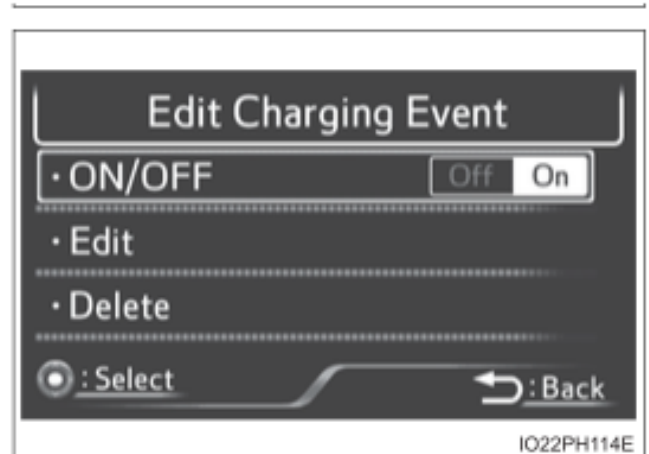 Edit Charging Event
· ON/OFF Off On
· Edit
· Delete
: Select : Back
IO22PH114E